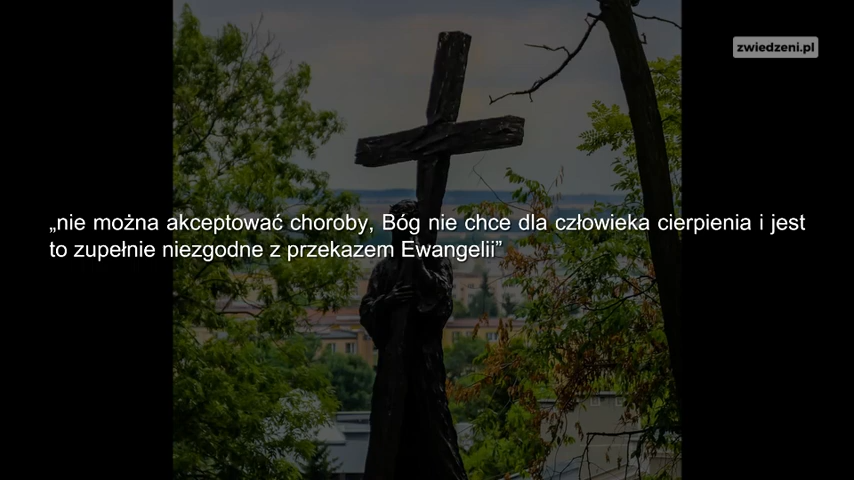 zwiedzeni.pl
„nie można akceptować choroby, Bóg nie chce dla człowieka cierpienia i jest
to zupełnie niezgodne z przekazem Ewangelii”